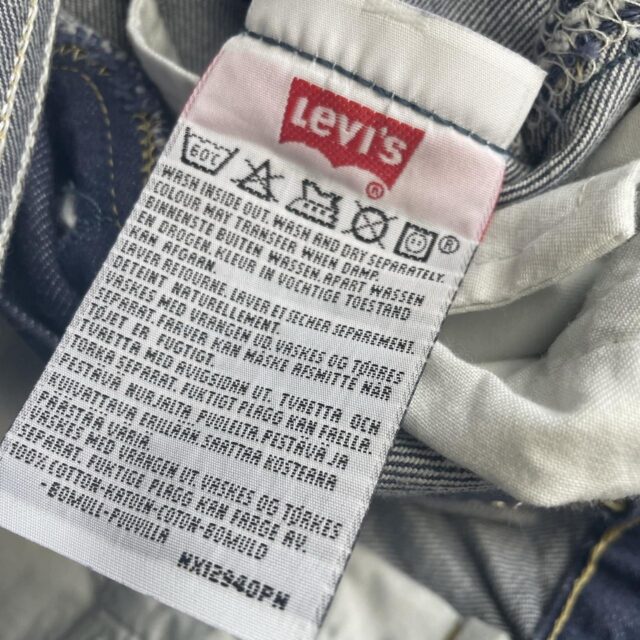 Levi's
®
60°
®
WASH INSIDE OUT WASH AND DRY SEPARATELY.
COLOUR MAY TRANSFER WHEN DAMP.
BINNENSTE BUITEN WASSEN. APART WASSEN
EN DROGEN. KLEUR IN VOCHTIGE TOESTAND
KAN AFGAAN.
LAVER RETOURNE. LAVER ET SECHER SEPAREMENT.
DETEINT NATURELLEMENT.
VASKES MED VRANGEN UD. VASKES OG TØRRES
SEPARAT. FARVER KAN MÅSKE AFSMITTE NÅR
TØJET ER FUGTIGT.
TVÄTTA MED AVIGSIDAN UT. TVÄTTA OCH
TORKA SEPARAT. FUKTIGT PLAGG KAN FÄLLA
KUIVATTAVA NURJALTA. PUOLITA PESTÄVÄ JA
PESTÄVÄ ERILLÄÄN SAATTAA KOSTEANA
PÄÄSTÄÄ VÄRIÄ.
VASKES MED VRANGEN UT. VASKES OG TØRKES
SEPARAT. FUKTIGE PLAGG KAN FARGE AV.
100% COTTON-KATOEN-COTON-BOMULD
-BOMULL-PUUVILLA
NX12940PN